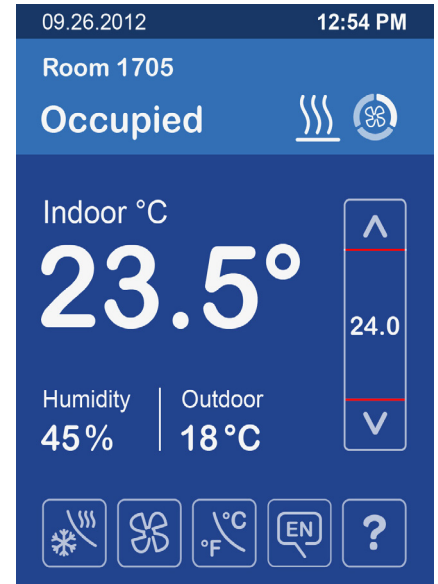 09.26.2012 12:54 PM
Room 1705
Occupied
Indoor °C
23.5°
24.0
Humidity Outdoor
45% 18°C
°C
°F
EN
?